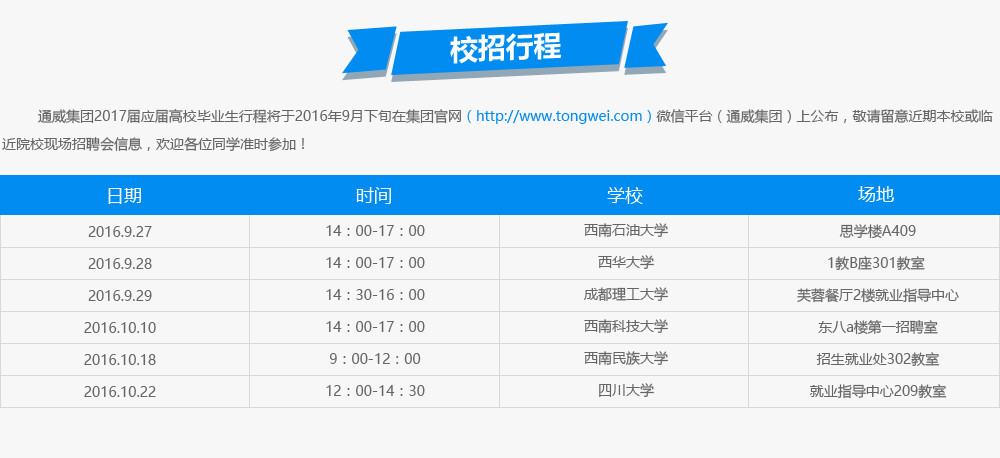 校招行程
通威集团2017届应届高校毕业生行程将于2016年9月下旬在集团官网（http://www.tongwei.com）微信平台（通威集团）上公布，敬请留意近期本校或临
近院校现场招聘会信息，欢迎各位同学准时参加！
日期 时间 学校 场地
2016.9.27 14：00-17：00 西南石油大学 思学楼A409
2016.9.28 14：00-17：00 西华大学 1教B座301教室
2016.9.29 14：30-16：00 成都理工大学 芙蓉餐厅2楼就业指导中心
2016.10.10 14：00-17：00 西南科技大学 东八a楼第一招聘室
2016.10.18 9：00-12：00 西南民族大学 招生就业处302教室
2016.10.22 12：00-14：30 四川大学 就业指导中心209教室